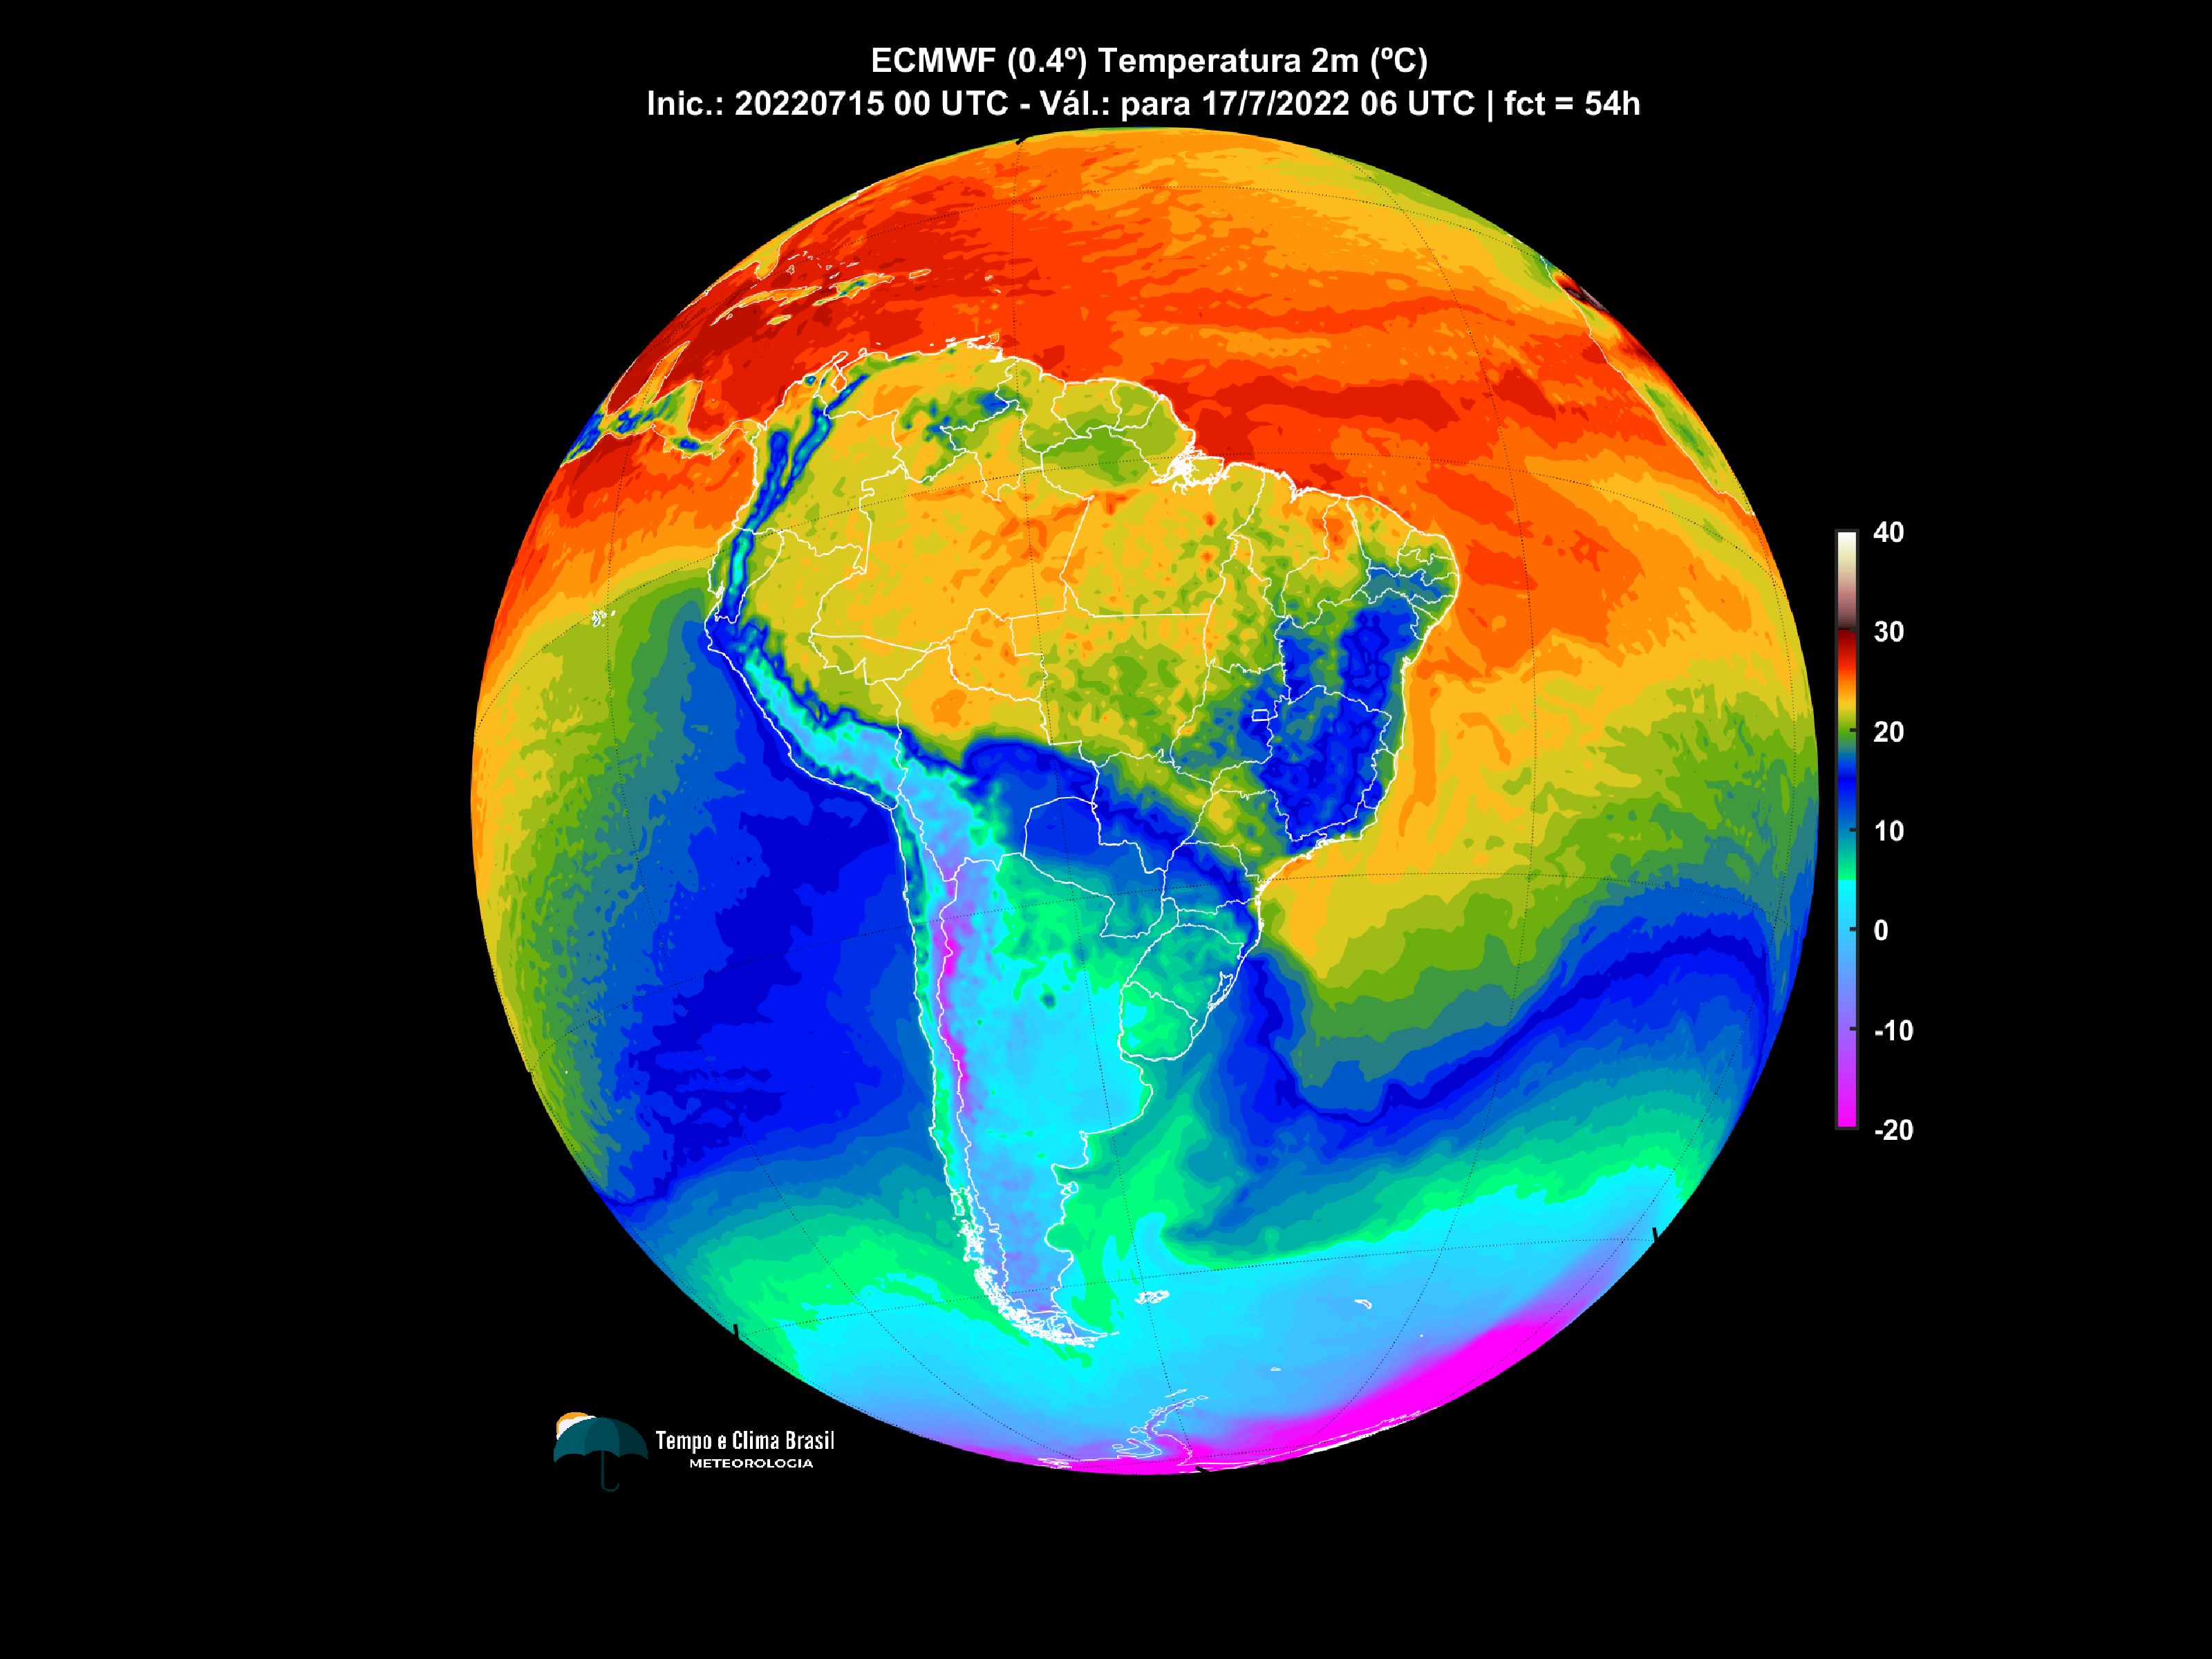 ECMWF (0.4º) Temperatura 2m (ºC)
Inic.: 20220715 00 UTC - Vál.: para 17/7/2022 06 UTC | fct = 54h
40
30
20
10
0
-10
-20
Tempo e Clima Brasil
METEOROLOGIA